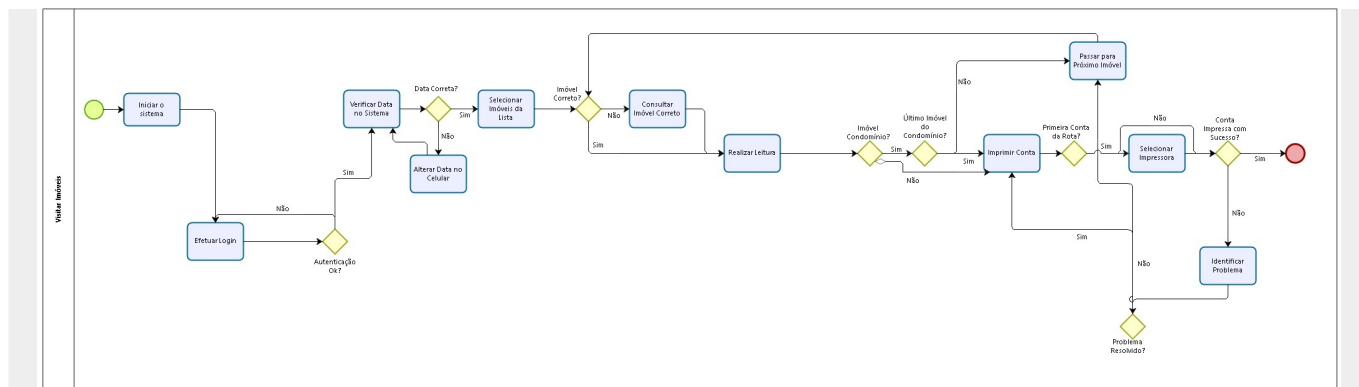 Visitar Imóveis
Iniciar o
sistema
Efetuar Login
Não
Autenticação
Ok?
Sim
Verificar Data
no Sistema
Data Correta?
Sim
Não
Alterar Data no
Celular
Selecionar
Imóveis da
Lista
Imóvel
Correto?
Não
Sim
Consultar
Imóvel Correto
Realizar Leitura
Imóvel
Condomínio?
Sim
Não
Último Imóvel
do
Condomínio?
Não
Sim
Passar para
Próximo Imóvel
Imprimir Conta
Primeira Conta
da Rota?
Sim
Não
Selecionar
Impressora
Conta
Impressa com
Sucesso?
Sim
Não
Identificar
Problema
Sim
Não
Problema
Resolvido?